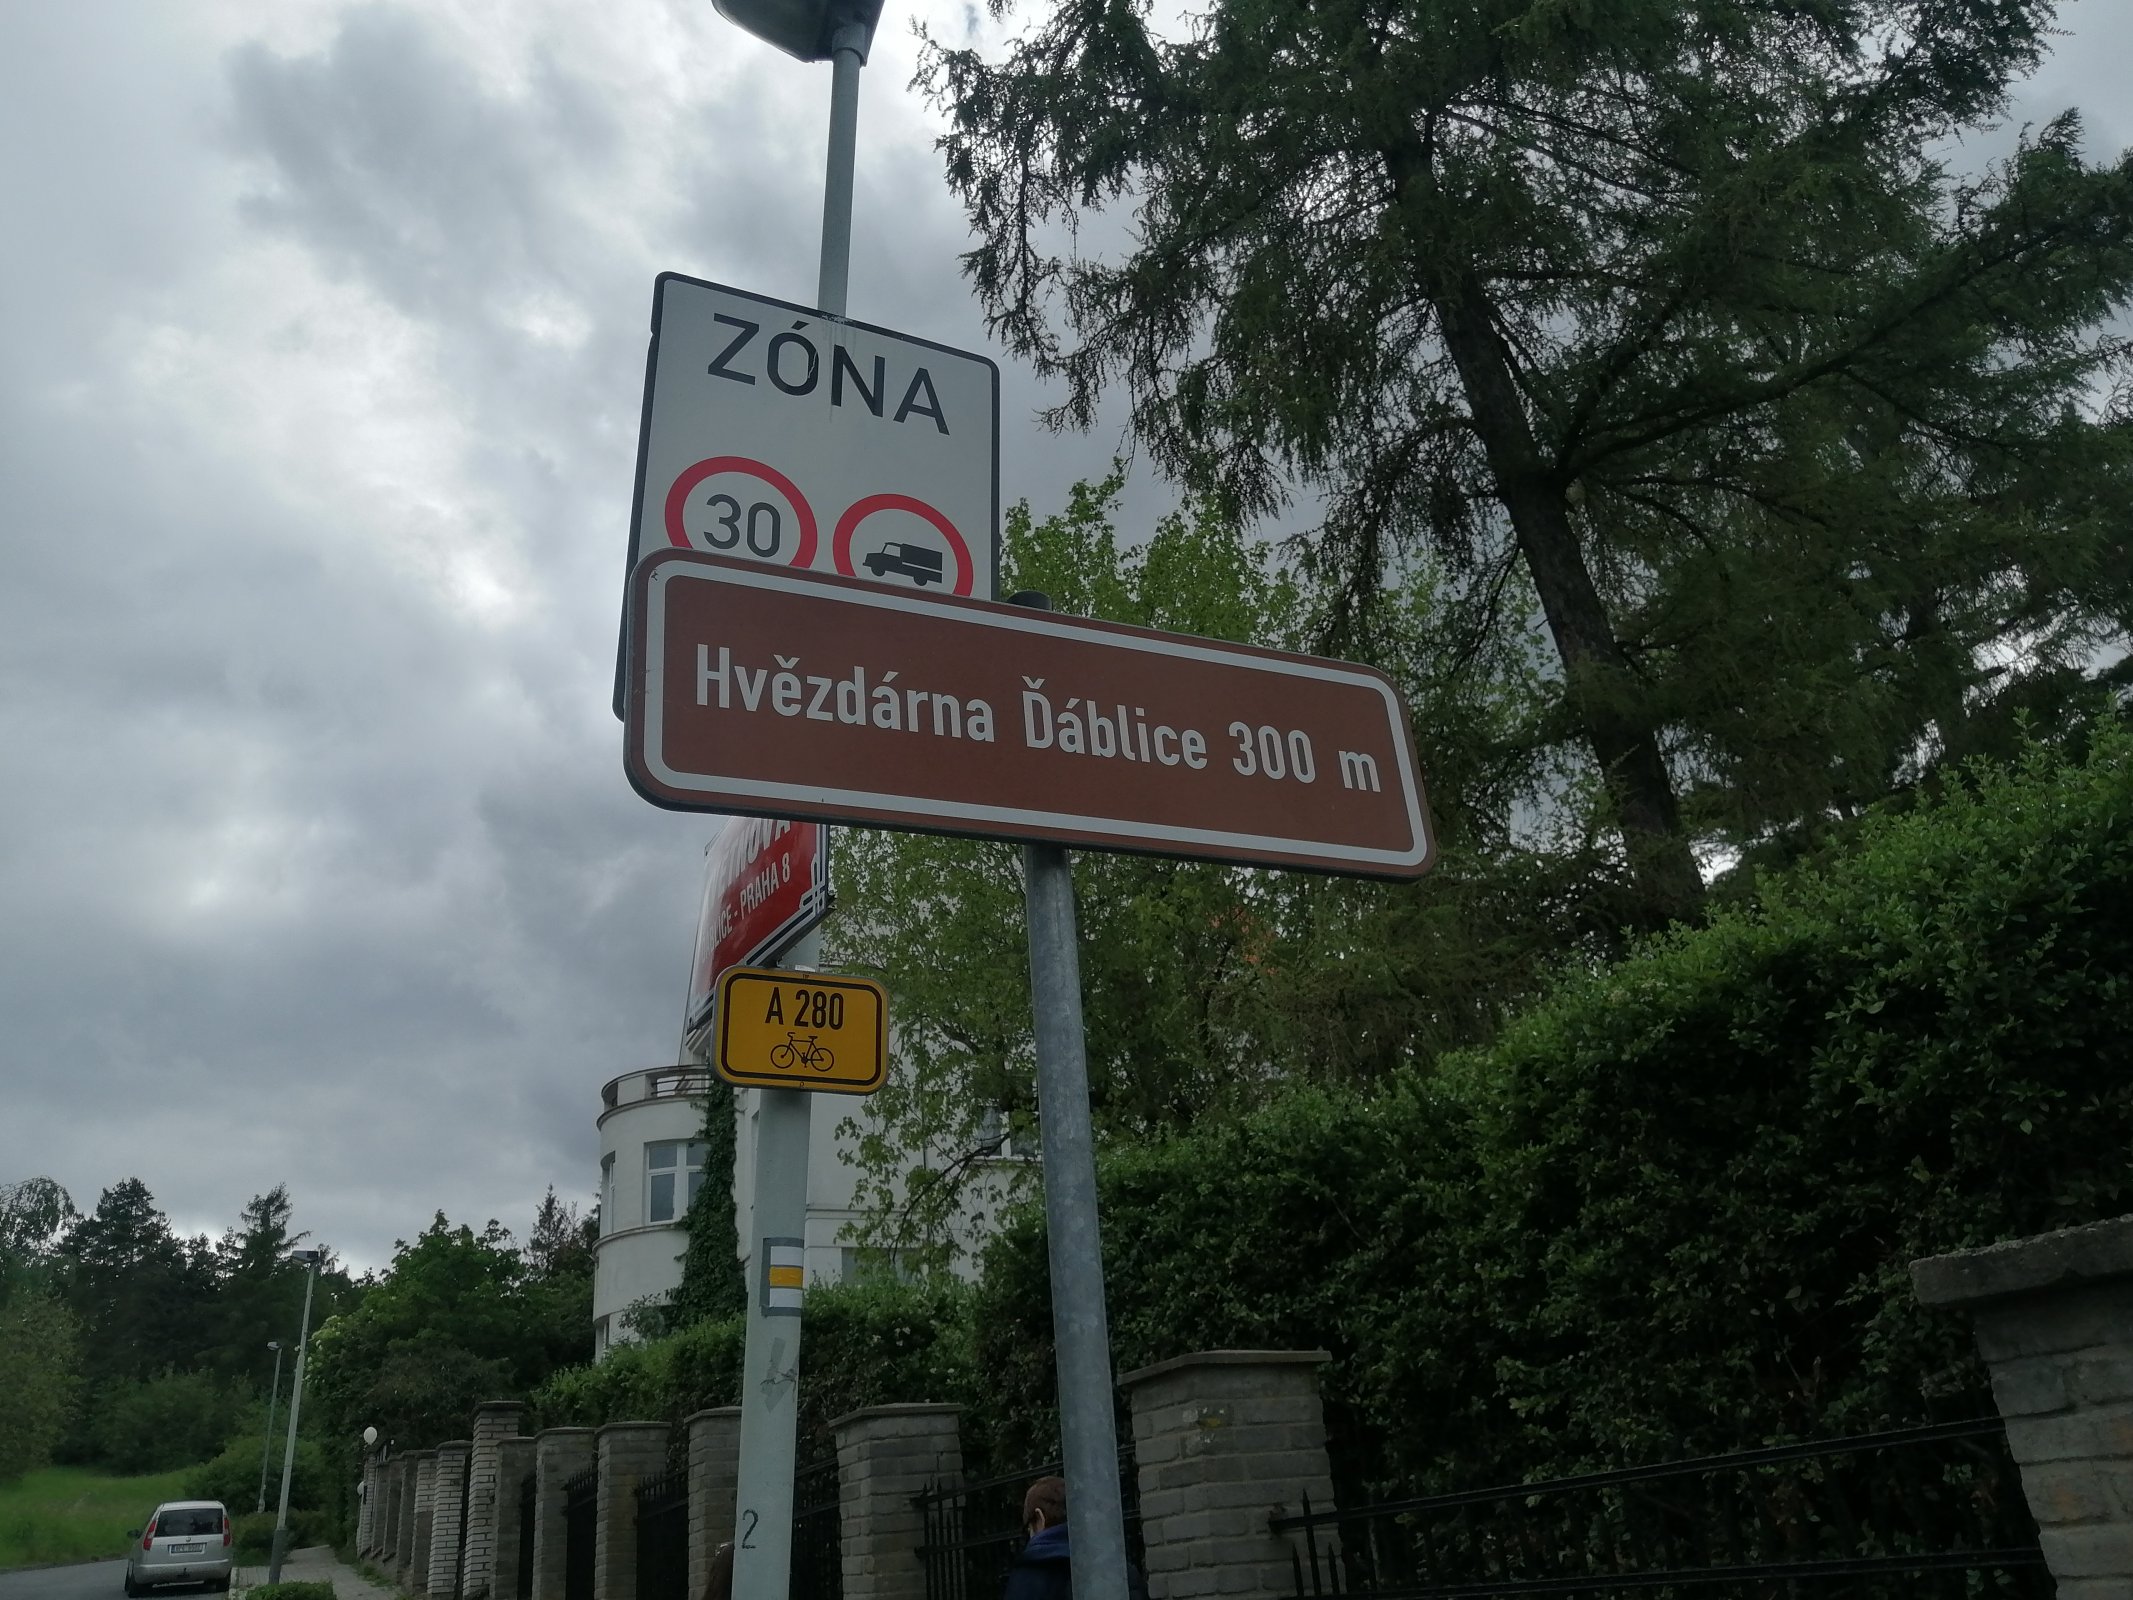 ZÓNA
30
Hvězdárna Ďáblice 300 m
PRAHA 8
A 280
2